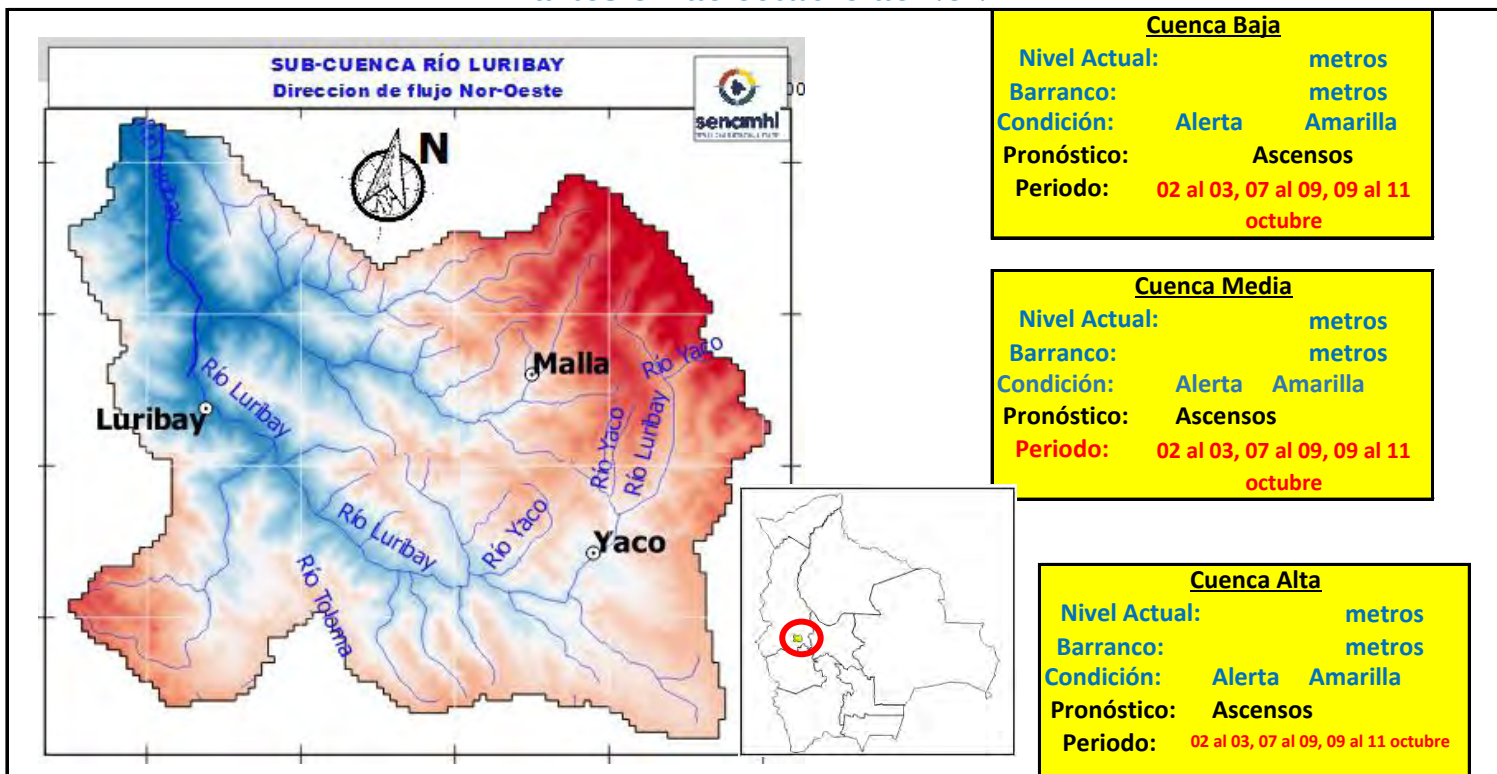 SUB-CUENCA RÍO LURIBAY
Direccion de flujo Nor-Oeste
senamhi
00
N
Luribay
Malla
Río Yaco
Río Luribay
Luribay
Río Yaco
Río Luribay
Río Luribay
Río Yaco
Yaco
Río Toloma
Cuenca Baja
Nivel Actual: metros
Barranco: metros
Condición: Alerta Amarilla
Pronóstico: Ascensos
Periodo: 02 al 03, 07 al 09, 09 al 11
octubre
Cuenca Media
Nivel Actual: metros
Barranco: metros
Condición: Alerta Amarilla
Pronóstico: Ascensos
Periodo: 02 al 03, 07 al 09, 09 al 11
octubre
Cuenca Alta
Nivel Actual: metros
Barranco: metros
Condición: Alerta Amarilla
Pronóstico: Ascensos
Periodo: 02 al 03, 07 al 09, 09 al 11 octubre